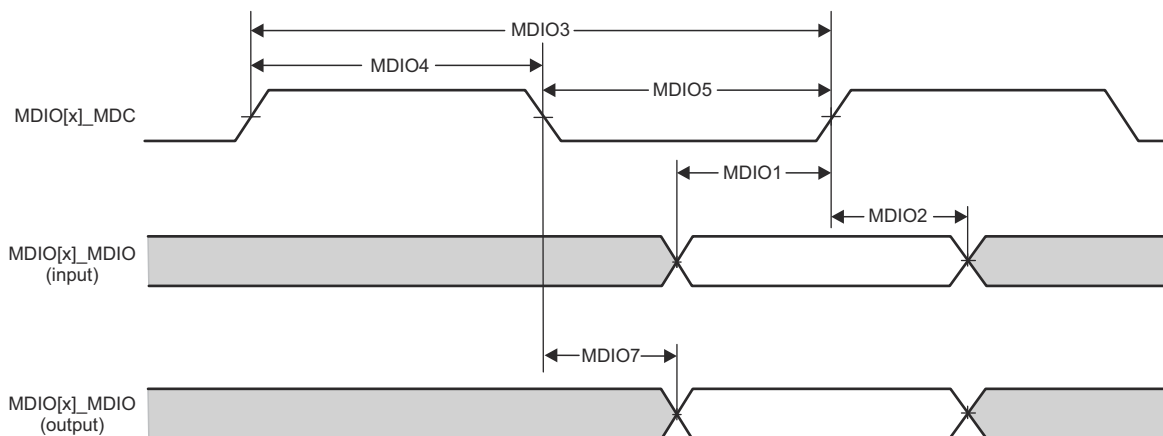 MDIO3
MDIO4
MDIO5
MDIO[x]_MDC
MDIO1
MDIO2
MDIO[x]_MDIO
(input)
MDIO7
MDIO[x]_MDIO
(output)